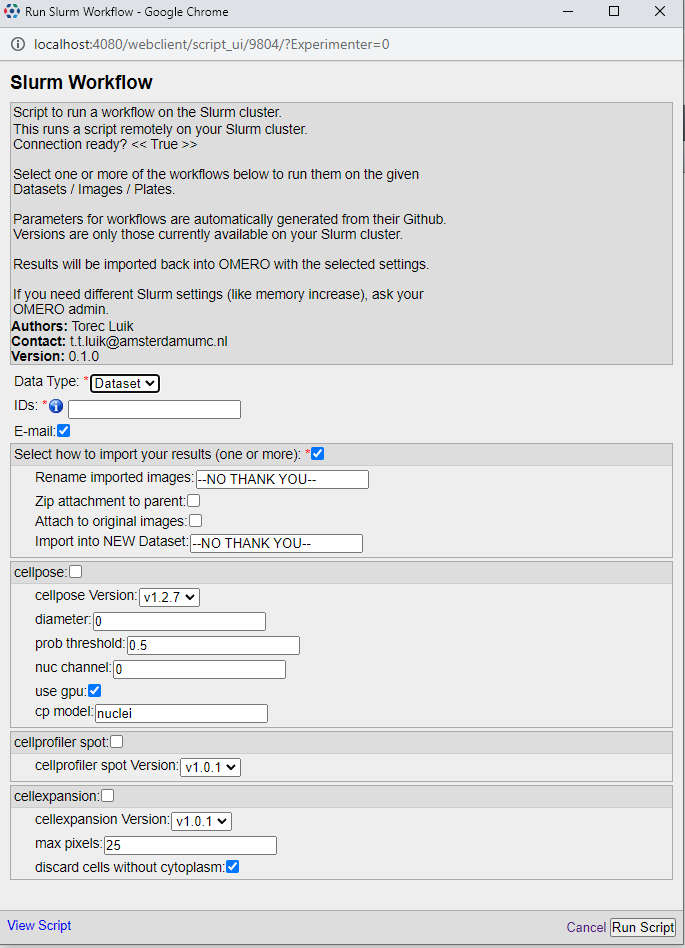 Run Slurm Workflow - Google Chrome
localhost:4080/webclient/script_ui/9804/?Experimenter=0
Slurm Workflow
Script to run a workflow on the Slurm cluster.
This runs a script remotely on your Slurm cluster.
Connection ready? << True >>
Select one or more of the workflows below to run them on the given
Datasets / Images / Plates.
Parameters for workflows are automatically generated from their Github.
Versions are only those currently available on your Slurm cluster.
Results will be imported back into OMERO with the selected settings.
If you need different Slurm settings (like memory increase), ask your
OMERO admin.
Authors: Torec Luik
Contact: t.t.luik@amsterdamumc.nl
Version: 0.1.0
Data Type: * Dataset
IDs: *
E-mail:
Select how to import your results (one or more): *
Rename imported images: --NO THANK YOU--
Zip attachment to parent:
Attach to original images:
Import into NEW Dataset: --NO THANK YOU--
cellpose:
cellpose Version: v1.2.7
diameter: 0
prob threshold: 0.5
nuc channel: 0
use gpu:
cp model: nuclei
cellprofiler spot:
cellprofiler spot Version: v1.0.1
cellexpansion:
cellexpansion Version: v1.0.1
max pixels: 25
discard cells without cytoplasm:
View Script
Cancel Run Script